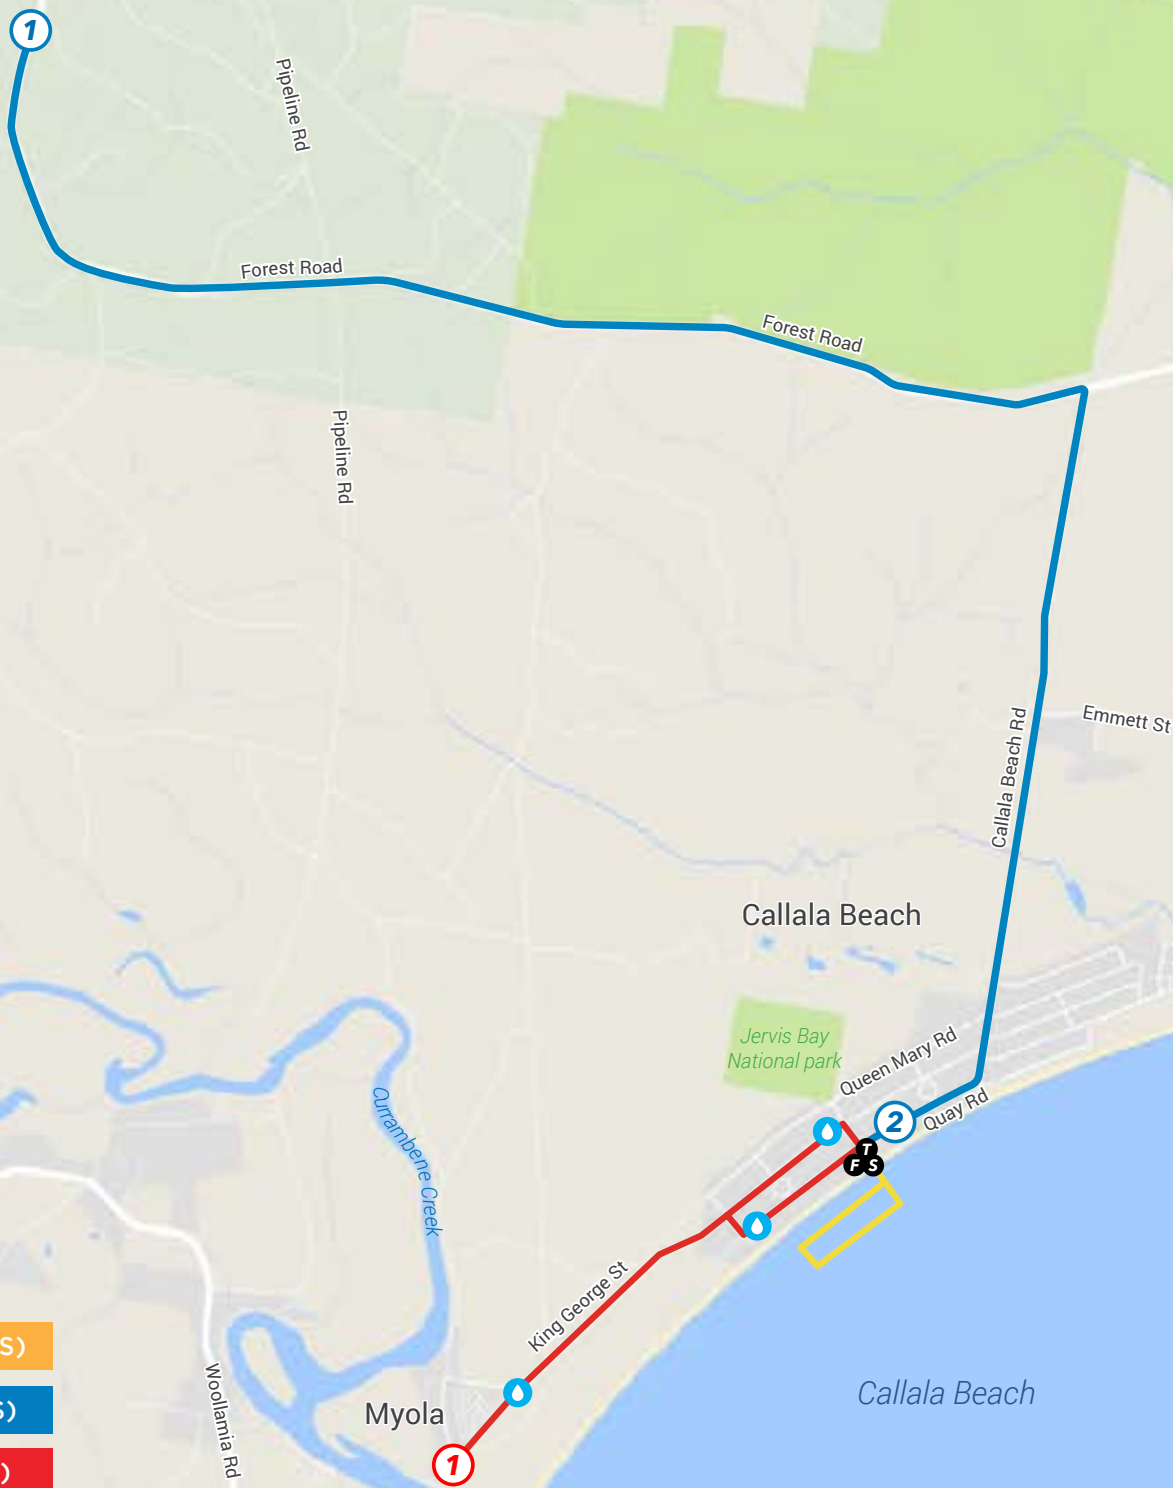 1
Pipeline Rd
Forest Road
Forest Road
Pipeline Rd
Emmett St
Callala Beach Rd
Callala Beach
Jervis Bay
National park
Queen Mary Rd
Quay Rd
2
T
F
S
Currambene Creek
King George St
Callala Beach
Woollamia Rd
Myola
1
S)
S)
)